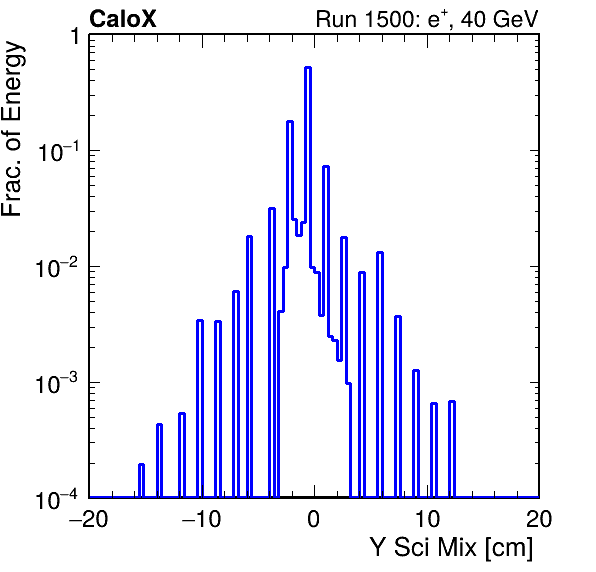 CaloX Run 1500: e⁺, 40 GeV
Frac. of Energy
1
10⁻¹
10⁻²
10⁻³
10⁻⁴
−20 −10 0 10 20
Y Sci Mix [cm]